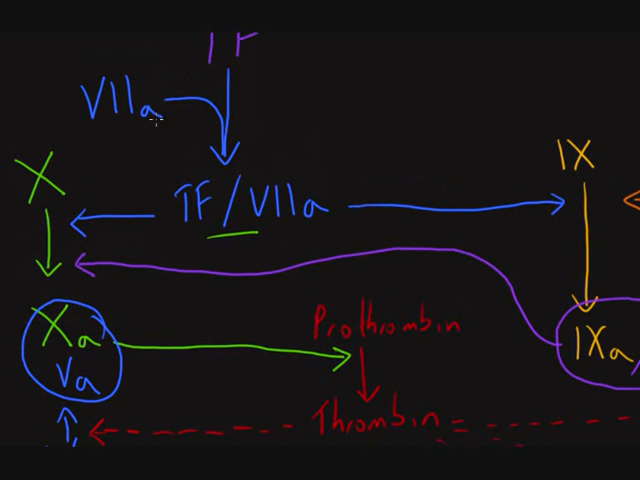 TF
VIIa
X
IX
TF/VIIa
Prothrombin
Xa
IXa
Va
Thrombin